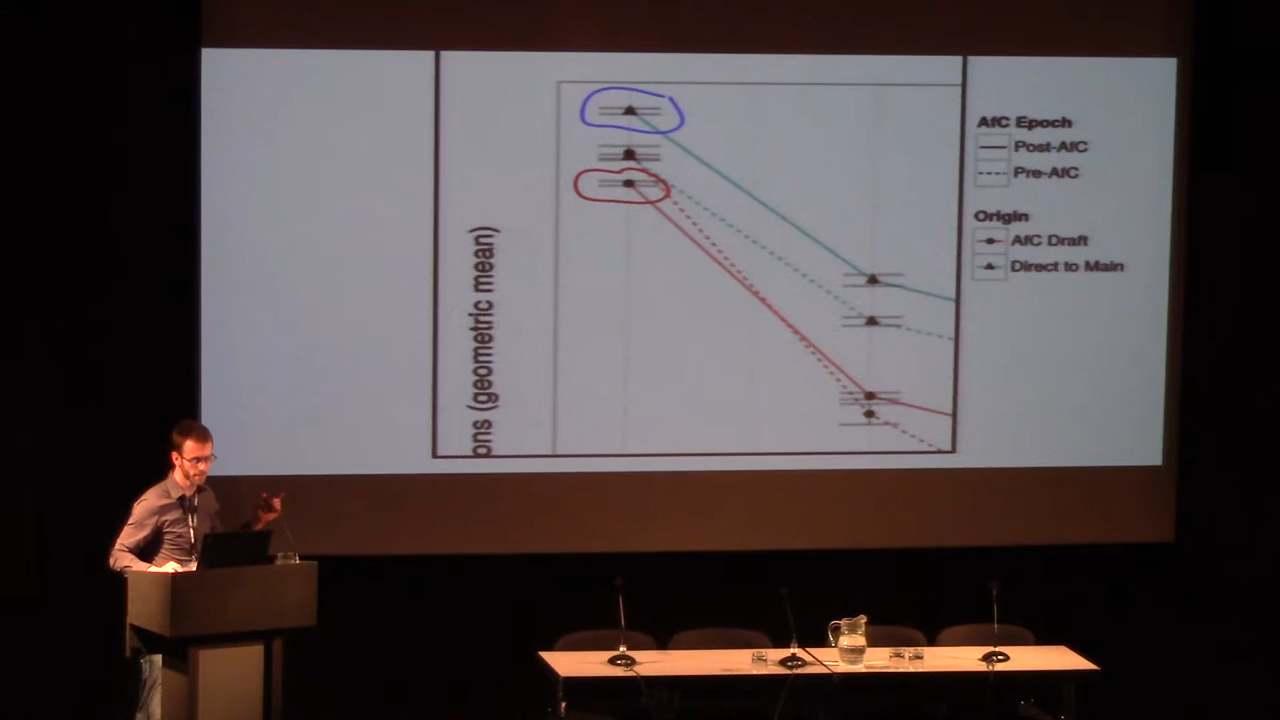 ons (geometric mean)
AfC Epoch
Post-AfC
Pre-AfC
Origin
AfC Draft
Direct to Main